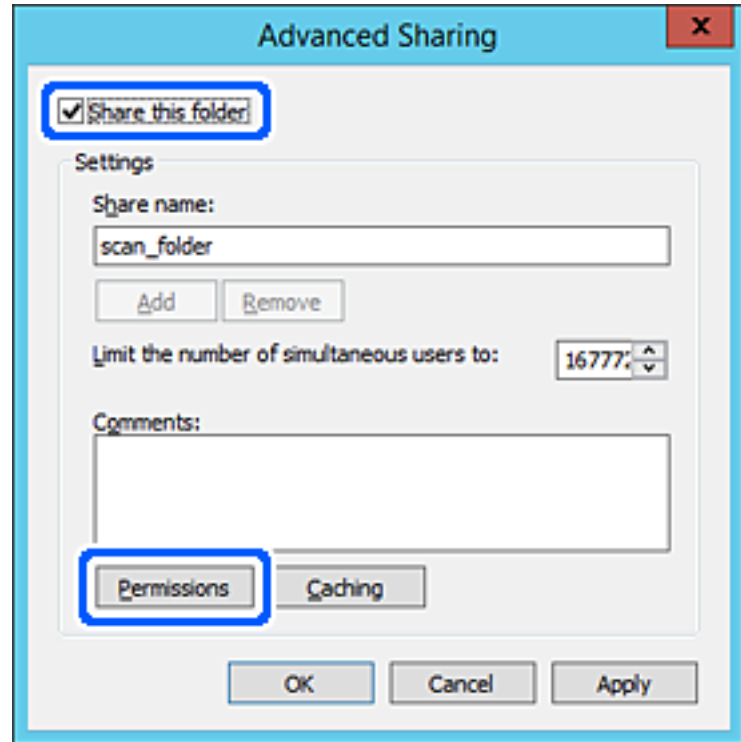 Advanced Sharing
x
Share this folder
Settings
Share name:
scan_folder
Add Remove
Limit the number of simultaneous users to:
Comments:
Permissions Caching
OK Cancel Apply